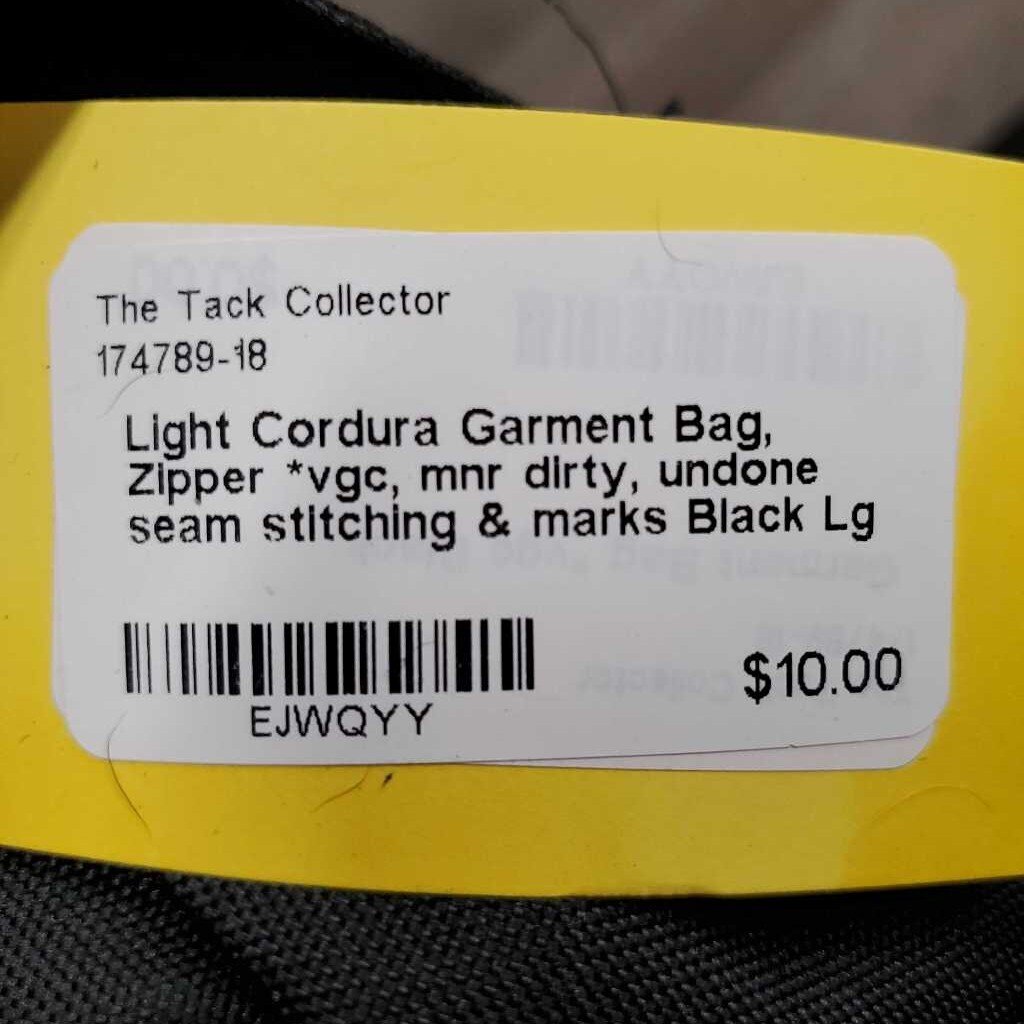 The Tack Collector
174789-18
Light Cordura Garment Bag,
Zipper *vgc, mnr dirty, undone
seam stitching & marks Black Lg
EJWQYY
$10.00